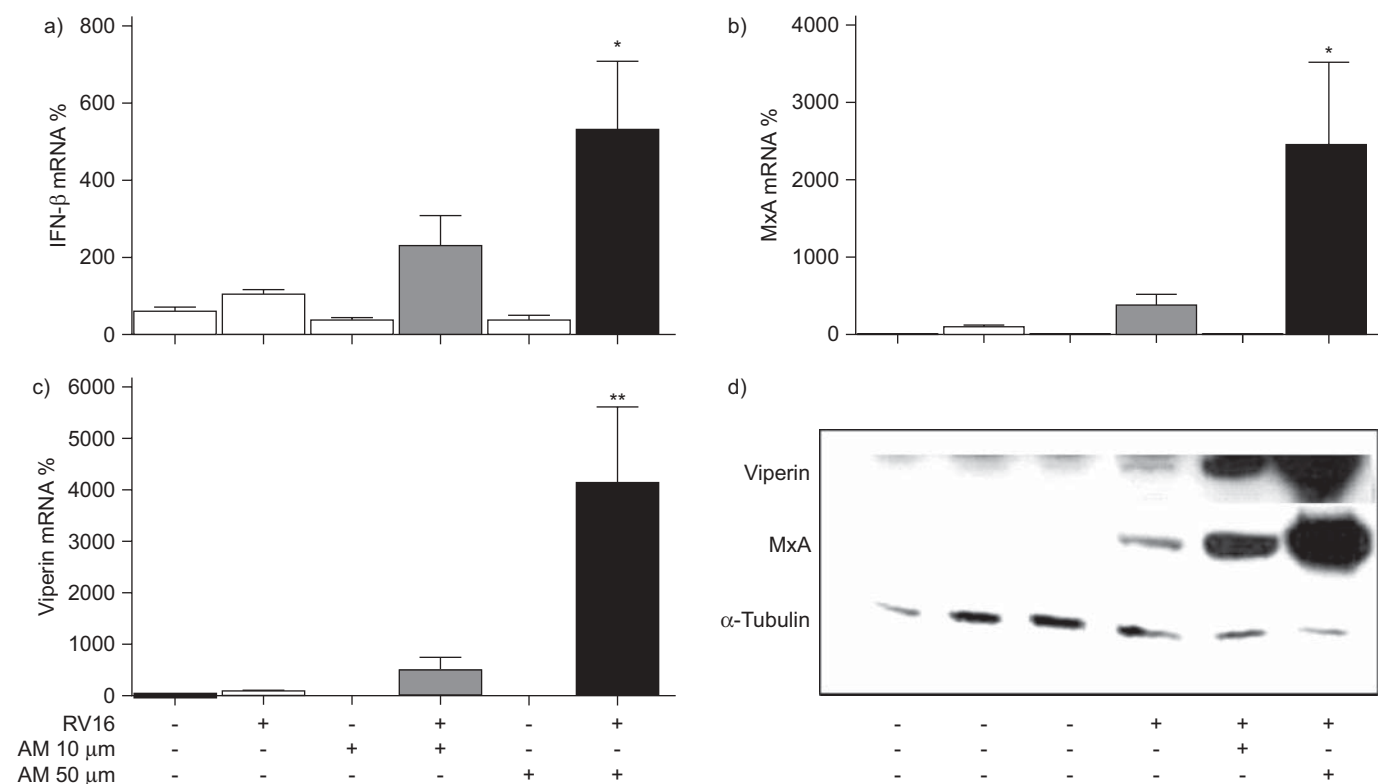 a)
800
600
400
200
0
IFN-β mRNA %
*
b)
4000
3000
2000
1000
0
MxA mRNA %
*
c)
6000
5000
4000
3000
2000
1000
0
Viperin mRNA %
**
d)
Viperin
MxA
α-Tubulin
RV16 - + - + - + - - - + + +
AM 10 μm - - + + - - - - - - + -
AM 50 μm - - - - + + - - - - - +